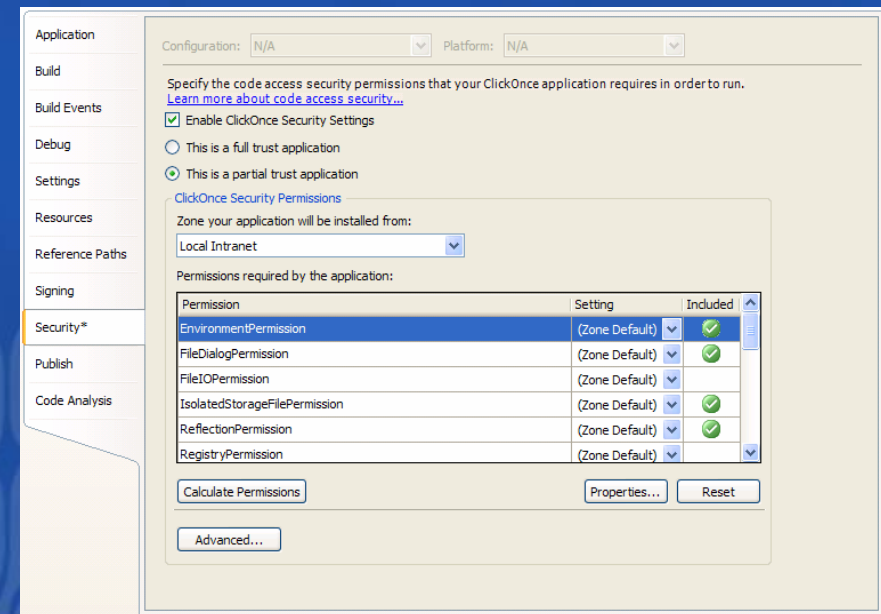 Application
Build
Build Events
Debug
Settings
Resources
Reference Paths
Signing
Security*
Publish
Code Analysis
Configuration: N/A Platform: N/A
Specify the code access security permissions that your ClickOnce application requires in order to run.
Learn more about code access security...
Enable ClickOnce Security Settings
This is a full trust application
This is a partial trust application
ClickOnce Security Permissions
Zone your application will be installed from:
Local Intranet
Permissions required by the application:
Permission Setting Included
EnvironmentPermission (Zone Default)
FileDialogPermission (Zone Default)
FileIOPermission (Zone Default)
IsolatedStorageFilePermission (Zone Default)
ReflectionPermission (Zone Default)
RegistryPermission (Zone Default)
Calculate Permissions Properties... Reset
Advanced...